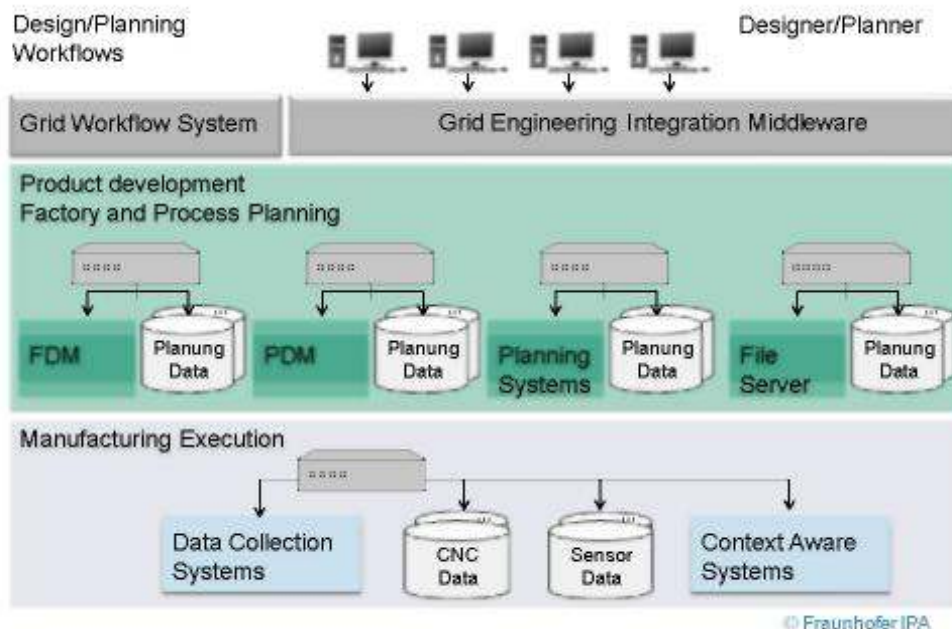 Design/Planning
Workflows
Designer/Planner
Grid Workflow System
Grid Engineering Integration Middleware
Product development
Factory and Process Planning
FDM
Planung
Data
PDM
Planung
Data
Planning
Systems
Planung
Data
File
Server
Planung
Data
Manufacturing Execution
Data Collection
Systems
CNC
Data
Sensor
Data
Context Aware
Systems
© Fraunhofer IPA